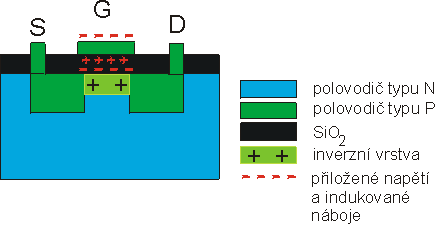 S G D
polovodič typu N
polovodič typu P
SiO2
inverzní vrstva
přiložené napětí
a indukované
náboje